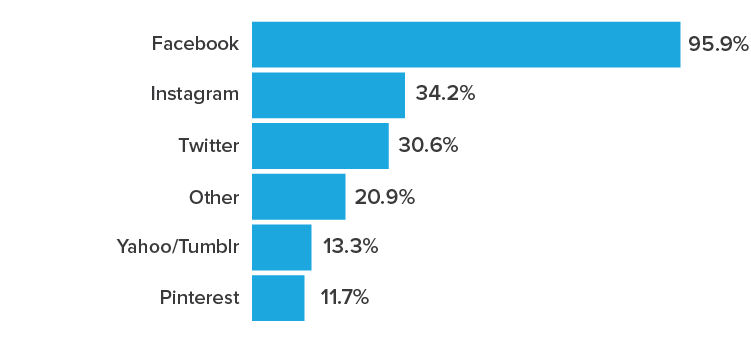 Facebook 95.9%
Instagram 34.2%
Twitter 30.6%
Other 20.9%
Yahoo/Tumblr 13.3%
Pinterest 11.7%